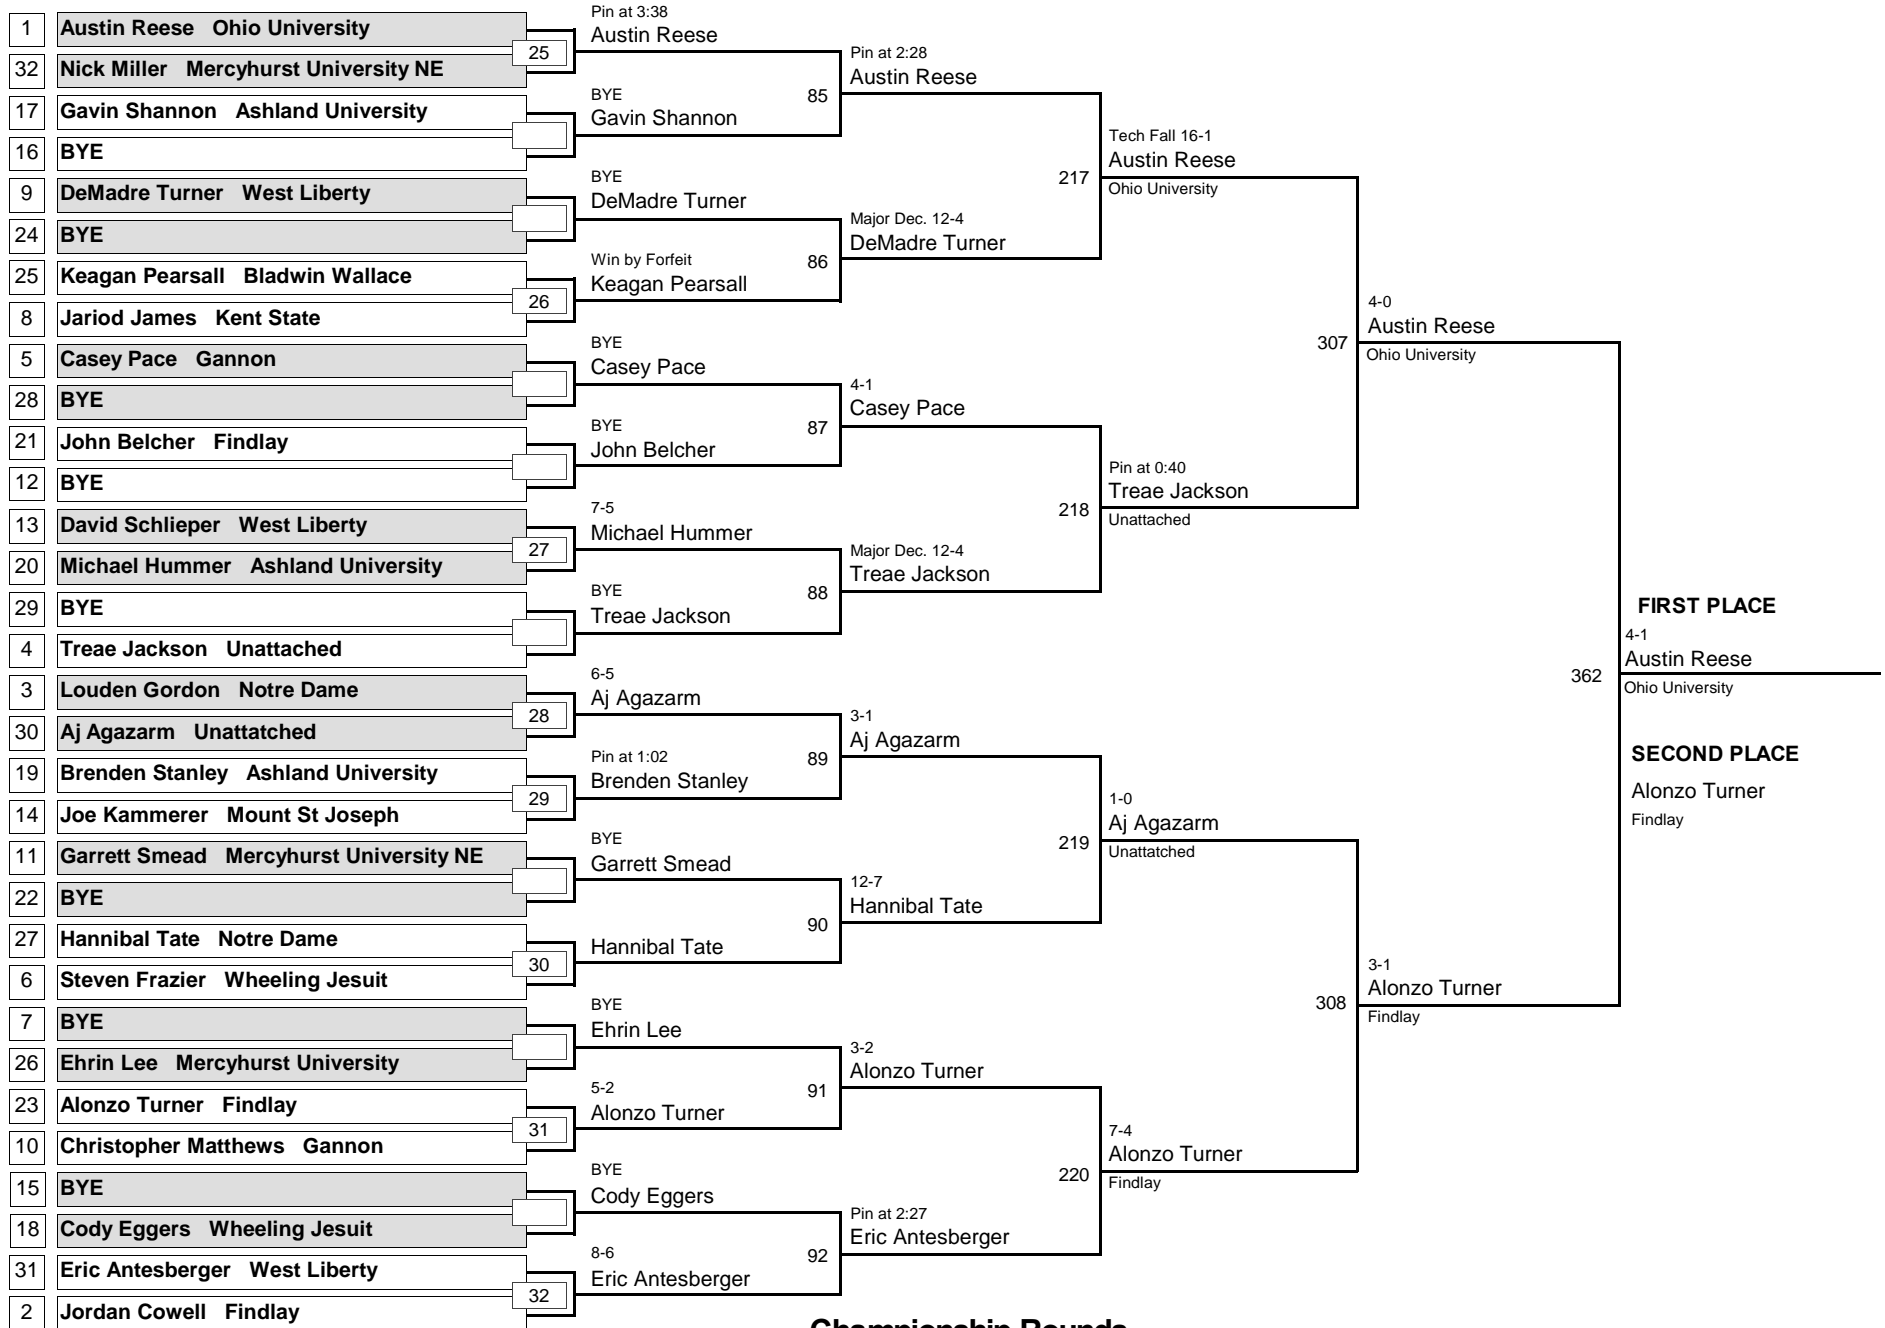 1 Austin Reese Ohio University
32 Nick Miller Mercyhurst University NE
17 Gavin Shannon Ashland University
16 BYE
9 DeMadre Turner West Liberty
24 BYE
25 Keagan Pearsall Bladwin Wallace
8 Jariod James Kent State
5 Casey Pace Gannon
28 BYE
21 John Belcher Findlay
12 BYE
13 David Schlieper West Liberty
20 Michael Hummer Ashland University
29 BYE
4 Treae Jackson Unattached
3 Louden Gordon Notre Dame
30 Aj Agazarm Unattatched
19 Brenden Stanley Ashland University
14 Joe Kammerer Mount St Joseph
11 Garrett Smead Mercyhurst University NE
22 BYE
27 Hannibal Tate Notre Dame
6 Steven Frazier Wheeling Jesuit
7 BYE
26 Ehrin Lee Mercyhurst University
23 Alonzo Turner Findlay
10 Christopher Matthews Gannon
15 BYE
18 Cody Eggers Wheeling Jesuit
31 Eric Antesberger West Liberty
2 Jordan Cowell Findlay
25
26
27
28
29
30
31
32
Pin at 3:38
Austin Reese
BYE
Gavin Shannon
BYE
DeMadre Turner
Win by Forfeit
Keagan Pearsall
BYE
Casey Pace
BYE
John Belcher
7-5
Michael Hummer
BYE
Treae Jackson
6-5
Aj Agazarm
Pin at 1:02
Brenden Stanley
BYE
Garrett Smead
Hannibal Tate
BYE
Ehrin Lee
5-2
Alonzo Turner
BYE
Cody Eggers
8-6
Eric Antesberger
85
86
87
88
89
90
91
92
Pin at 2:28
Austin Reese
Major Dec. 12-4
DeMadre Turner
4-1
Casey Pace
Major Dec. 12-4
Treae Jackson
3-1
Aj Agazarm
12-7
Hannibal Tate
3-2
Alonzo Turner
Pin at 2:27
Eric Antesberger
217
218
219
220
Tech Fall 16-1
Austin Reese
Ohio University
Pin at 0:40
Treae Jackson
Unattached
1-0
Aj Agazarm
Unattatched
7-4
Alonzo Turner
Findlay
307
308
4-0
Austin Reese
Ohio University
3-1
Alonzo Turner
Findlay
362
FIRST PLACE
4-1
Austin Reese
Ohio University
SECOND PLACE
Alonzo Turner
Findlay
Championship Rounds